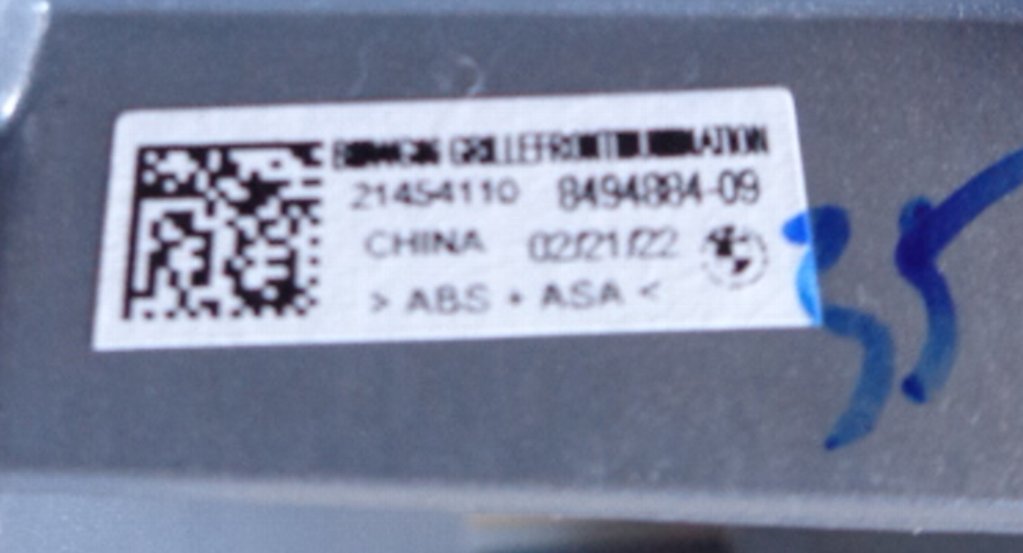 21454110 8494884-09
CHINA 02/21/22
> ABS + ASA <
35